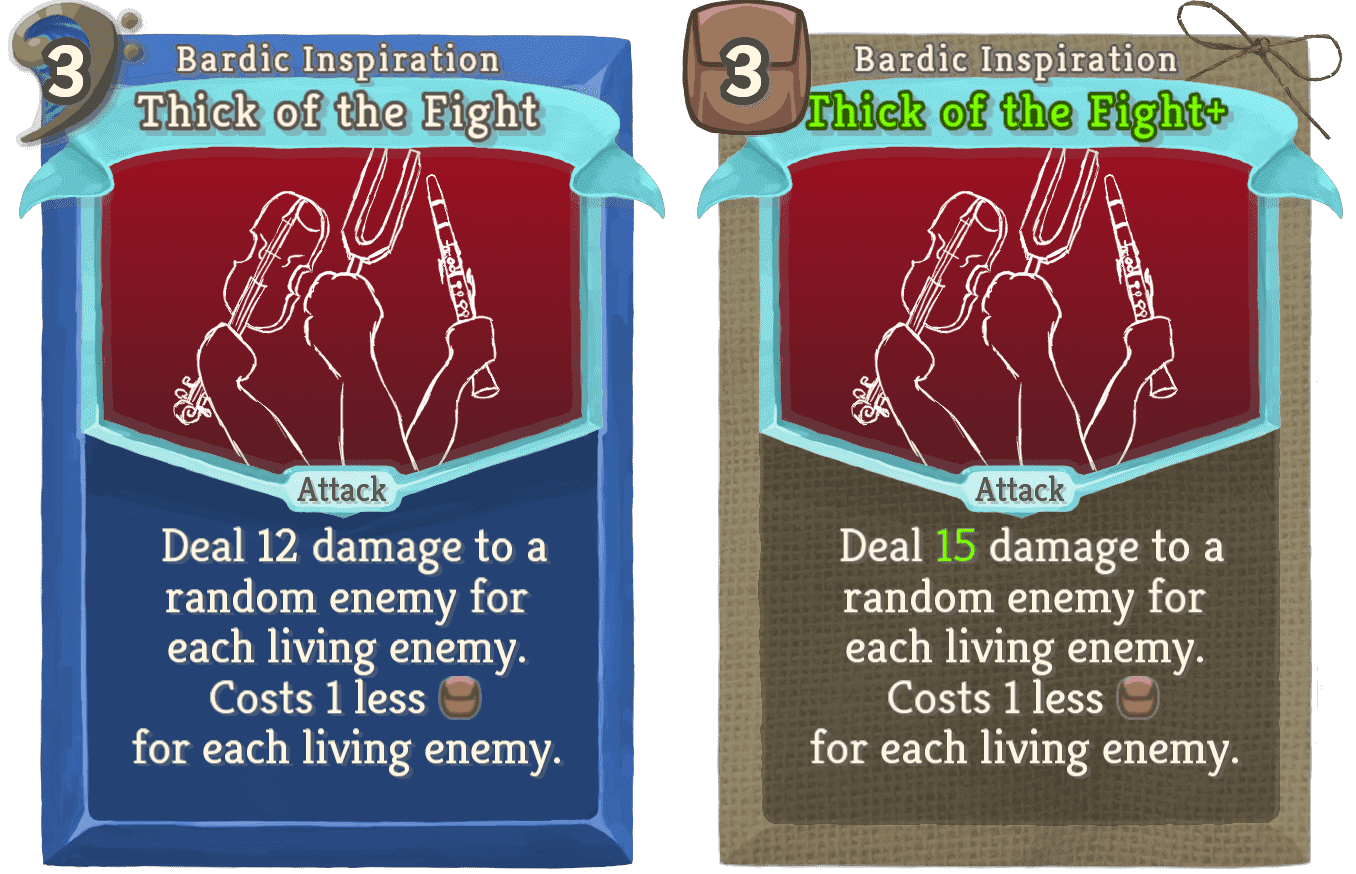 3
Bardic Inspiration
Thick of the Fight
Attack
Deal 12 damage to a
random enemy for
each living enemy.
Costs 1 less
for each living enemy.
3
Bardic Inspiration
Thick of the Fight+
Attack
Deal 15 damage to a
random enemy for
each living enemy.
Costs 1 less
for each living enemy.